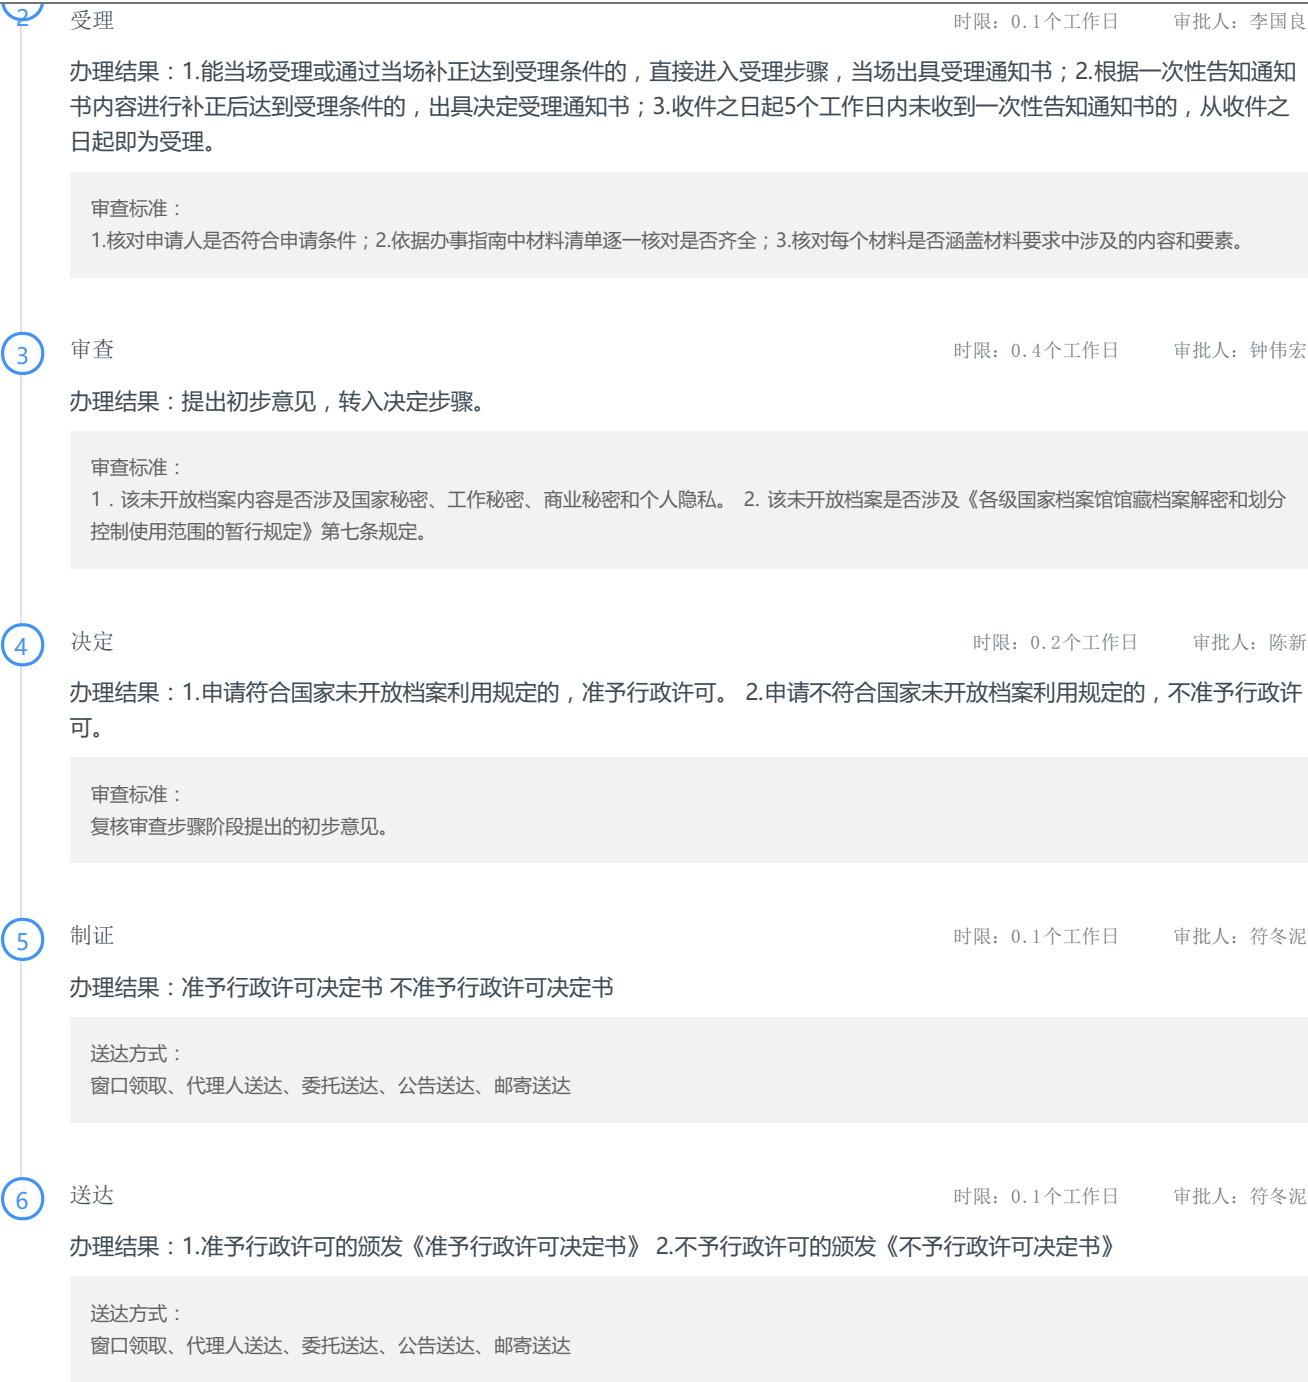 2 受理 时限：0.1个工作日 审批人：李国良
办理结果：1.能当场受理或通过当场补正达到受理条件的，直接进入受理步骤，当场出具受理通知书；2.根据一次性告知通知
书内容进行补正后达到受理条件的，出具决定受理通知书；3.收件之日起5个工作日内未收到一次性告知通知书的，从收件之
日起即为受理。
审查标准：
1.核对申请人是否符合申请条件；2.依据办事指南中材料清单逐一核对是否齐全；3.核对每个材料是否涵盖材料要求中涉及的内容和要素。
3 审查 时限：0.4个工作日 审批人：钟伟宏
办理结果：提出初步意见，转入决定步骤。
审查标准：
1．该未开放档案内容是否涉及国家秘密、工作秘密、商业秘密和个人隐私。 2. 该未开放档案是否涉及《各级国家档案馆馆藏档案解密和划分
控制使用范围的暂行规定》第七条规定。
4 决定 时限：0.2个工作日 审批人：陈新
办理结果：1.申请符合国家未开放档案利用规定的，准予行政许可。 2.申请不符合国家未开放档案利用规定的，不准予行政许
可。
审查标准：
复核审查步骤阶段提出的初步意见。
5 制证 时限：0.1个工作日 审批人：符冬泥
办理结果：准予行政许可决定书 不准予行政许可决定书
送达方式：
窗口领取、代理人送达、委托送达、公告送达、邮寄送达
6 送达 时限：0.1个工作日 审批人：符冬泥
办理结果：1.准予行政许可的颁发《准予行政许可决定书》 2.不予行政许可的颁发《不予行政许可决定书》
送达方式：
窗口领取、代理人送达、委托送达、公告送达、邮寄送达